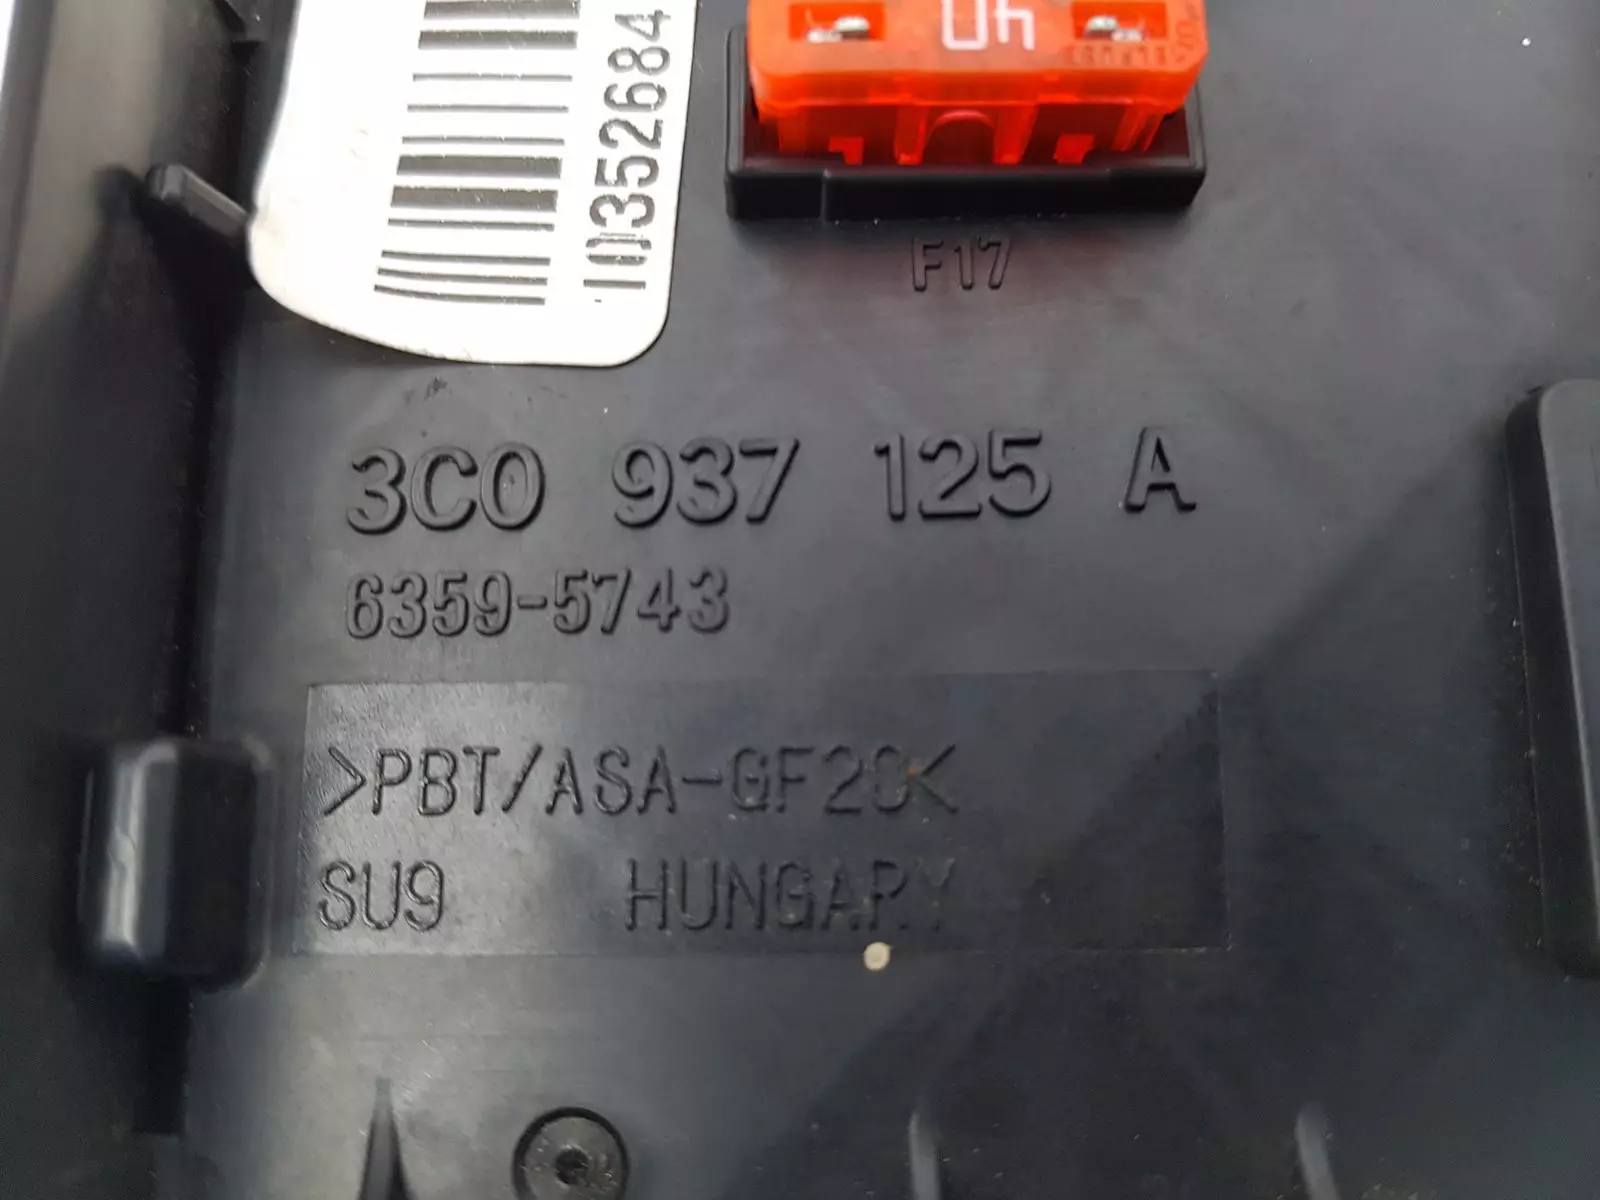 40
10352684
F17
3C0 937 125 A
6359-5743
>PBT/ASA-GF20<
SU9 HUNGARY